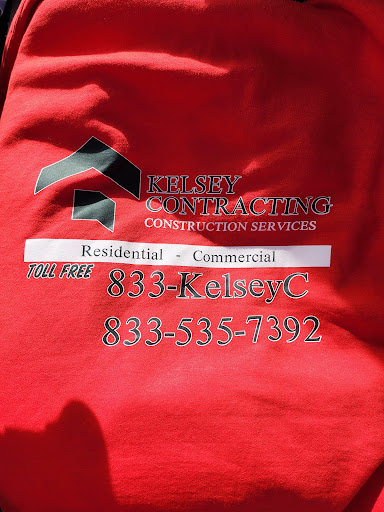 KELSEY
CONTRACTING
CONSTRUCTION SERVICES
Residential - Commercial
TOLL FREE 833-KelseyC
833-535-7392